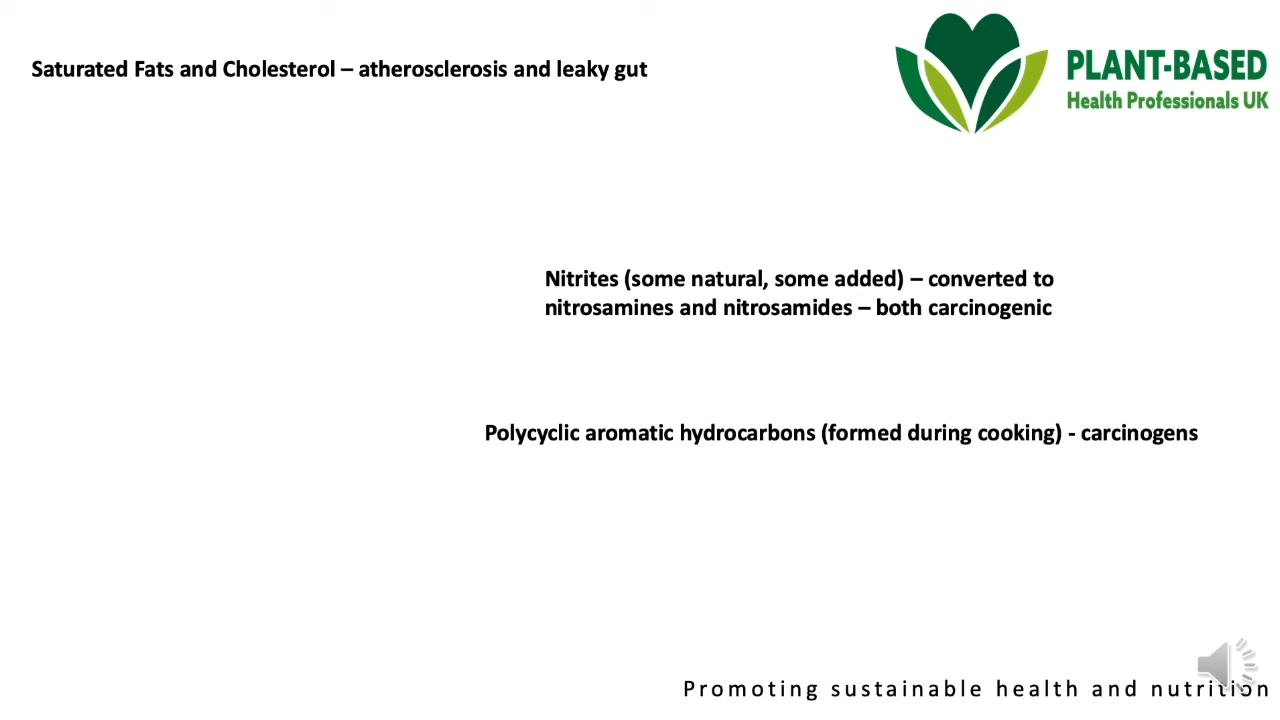 Saturated Fats and Cholesterol – atherosclerosis and leaky gut
PLANT-BASED
Health Professionals UK
Nitrites (some natural, some added) – converted to
nitrosamines and nitrosamides – both carcinogenic
Polycyclic aromatic hydrocarbons (formed during cooking) - carcinogens
Promoting sustainable health and nutrition